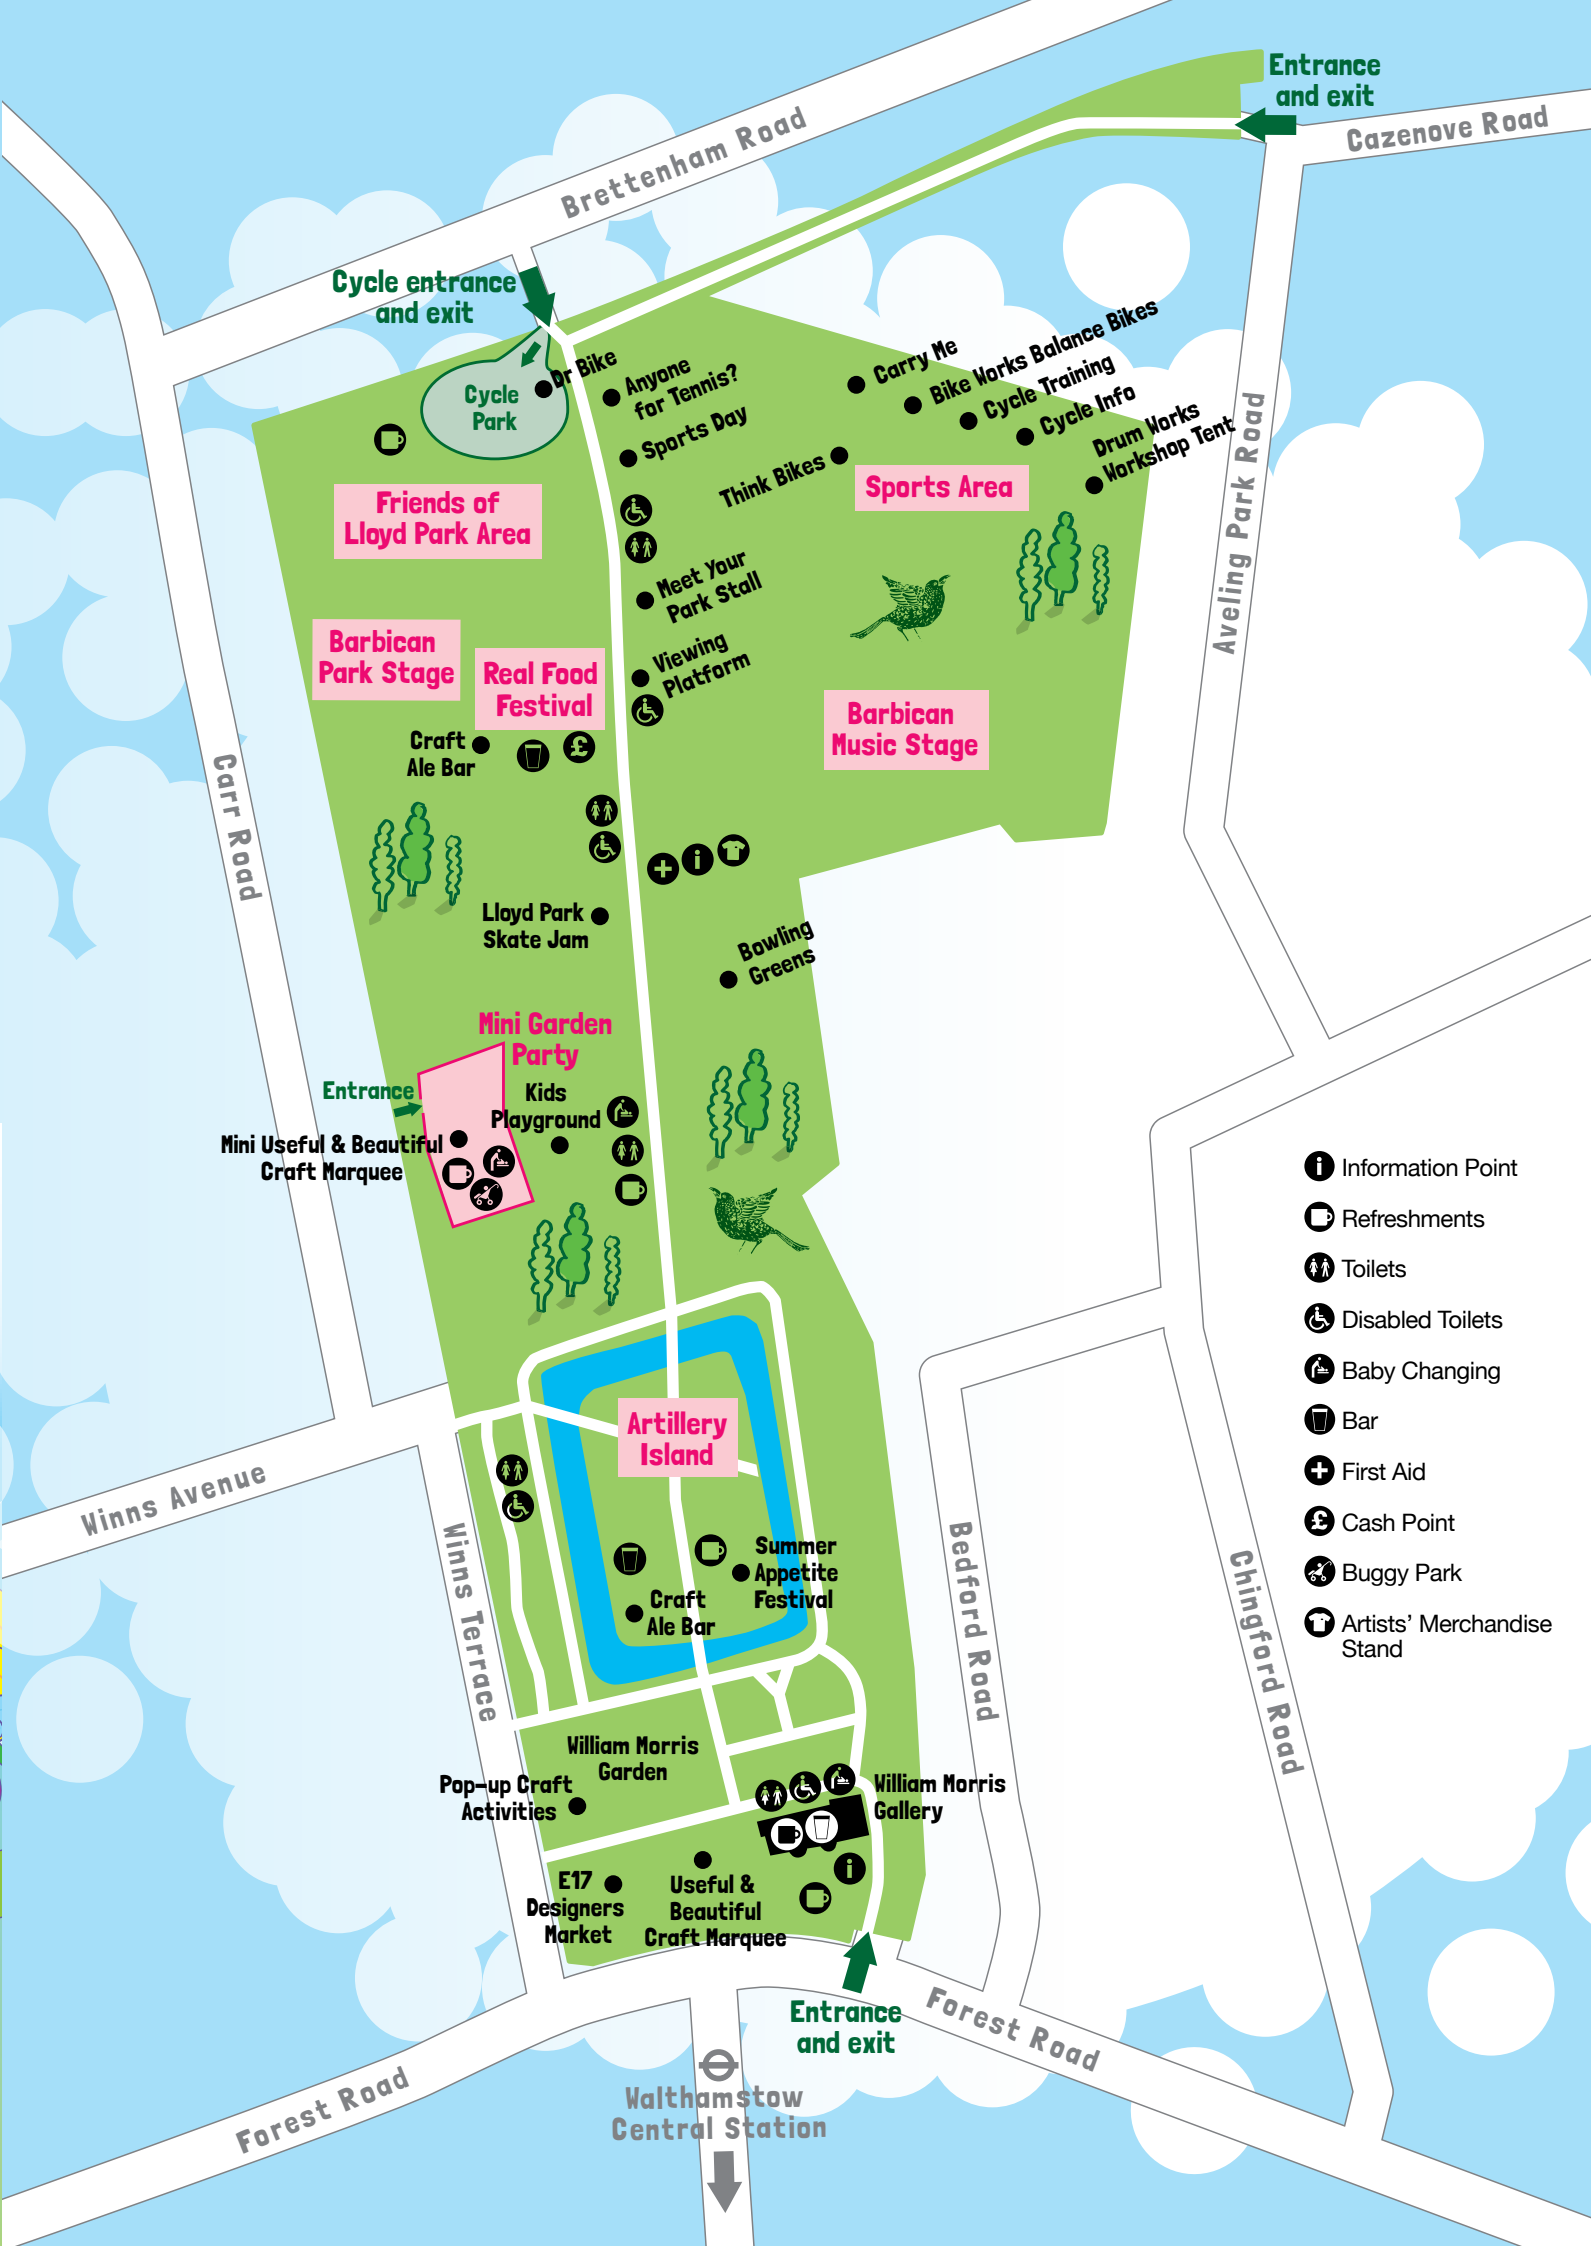 Entrance
and exit
Cazenove Road
Brettenham Road
Cycle entrance
and exit
Dr Bike
Cycle
Park
Anyone
for Tennis?
Sports Day
Carry Me
Bike Works Balance Bikes
Cycle Training
Cycle Info
Drum Works
Workshop Tent
Think Bikes
Sports Area
Aveling Park Road
Friends of
Lloyd Park Area
Meet Your
Park Stall
Barbican
Park Stage
Real Food
Festival
Viewing
Platform
Barbican
Music Stage
Craft
Ale Bar
£
Carr Road
i
Lloyd Park
Skate Jam
Bowling
Greens
Mini Garden
Party
Entrance
Kids
Playground
Mini Useful & Beautiful
Craft Marquee
i Information Point
Refreshments
Toilets
Disabled Toilets
Baby Changing
Bar
First Aid
£ Cash Point
Buggy Park
Artists' Merchandise
Stand
Artillery
Island
Winns Avenue
Winns Terrace
Summer
Appetite
Festival
Craft
Ale Bar
Bedford Road
Chingford Road
William Morris
Garden
Pop-up Craft
Activities
William Morris
Gallery
i
E17
Designers
Market
Useful &
Beautiful
Craft Marquee
Entrance
and exit
Forest Road
Forest Road
Walthamstow
Central Station